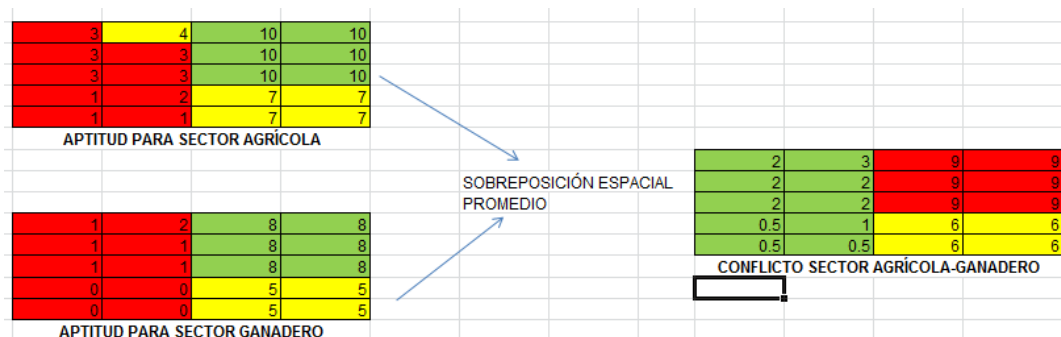 3 4 10 10
3 3 10 10
3 3 10 10
1 2 7 7
1 1 7 7
APTITUD PARA SECTOR AGRÍCOLA
SOBREPOSICIÓN ESPACIAL
PROMEDIO
1 2 8 8
1 1 8 8
1 1 8 8
0 0 5 5
0 0 5 5
APTITUD PARA SECTOR GANADERO
2 3 9 9
2 2 9 9
2 2 9 9
0.5 1 6 6
0.5 0.5 6 6
CONFLICTO SECTOR AGRÍCOLA-GANADERO